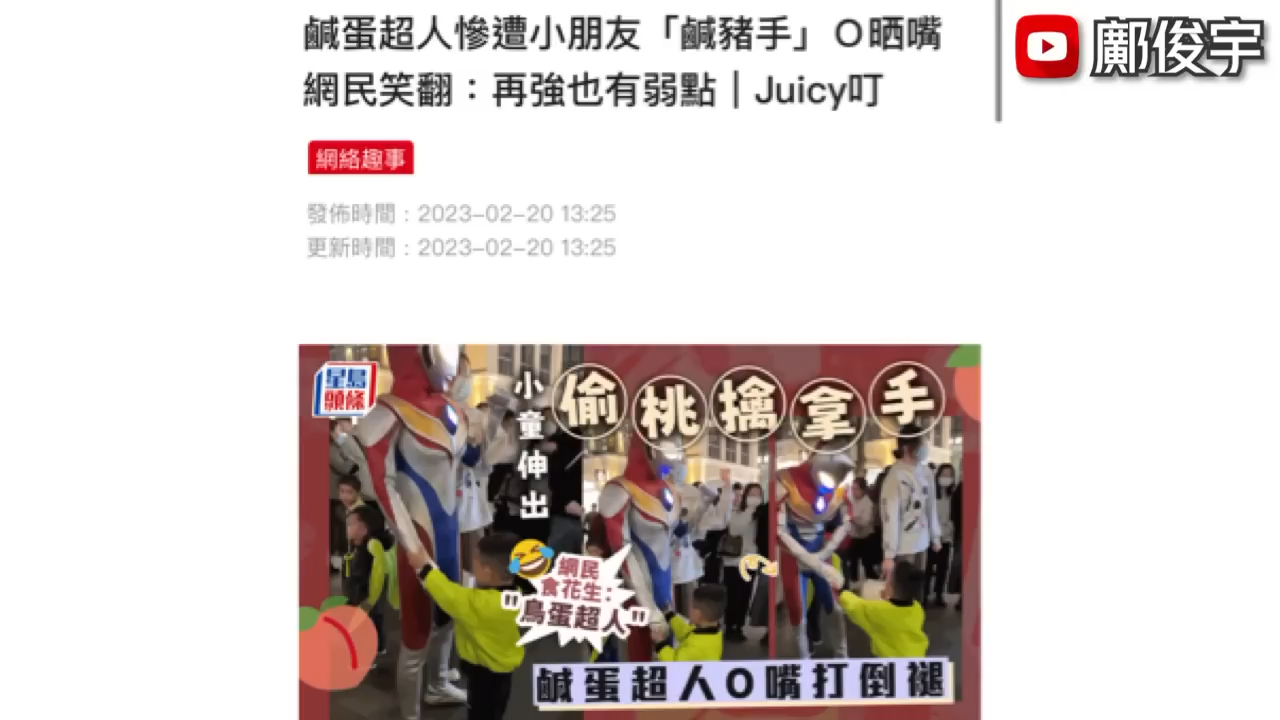 鹹蛋超人慘遭小朋友「鹹豬手」O晒嘴
網民笑翻：再強也有弱點｜Juicy叮
鄺俊宇
網絡趣事
發佈時間：2023-02-20 13:25
更新時間：2023-02-20 13:25
星島
頭條
小童伸出
偷桃擒拿手
網民
食花生：
"鳥蛋超人"
鹹蛋超人O嘴打倒褪